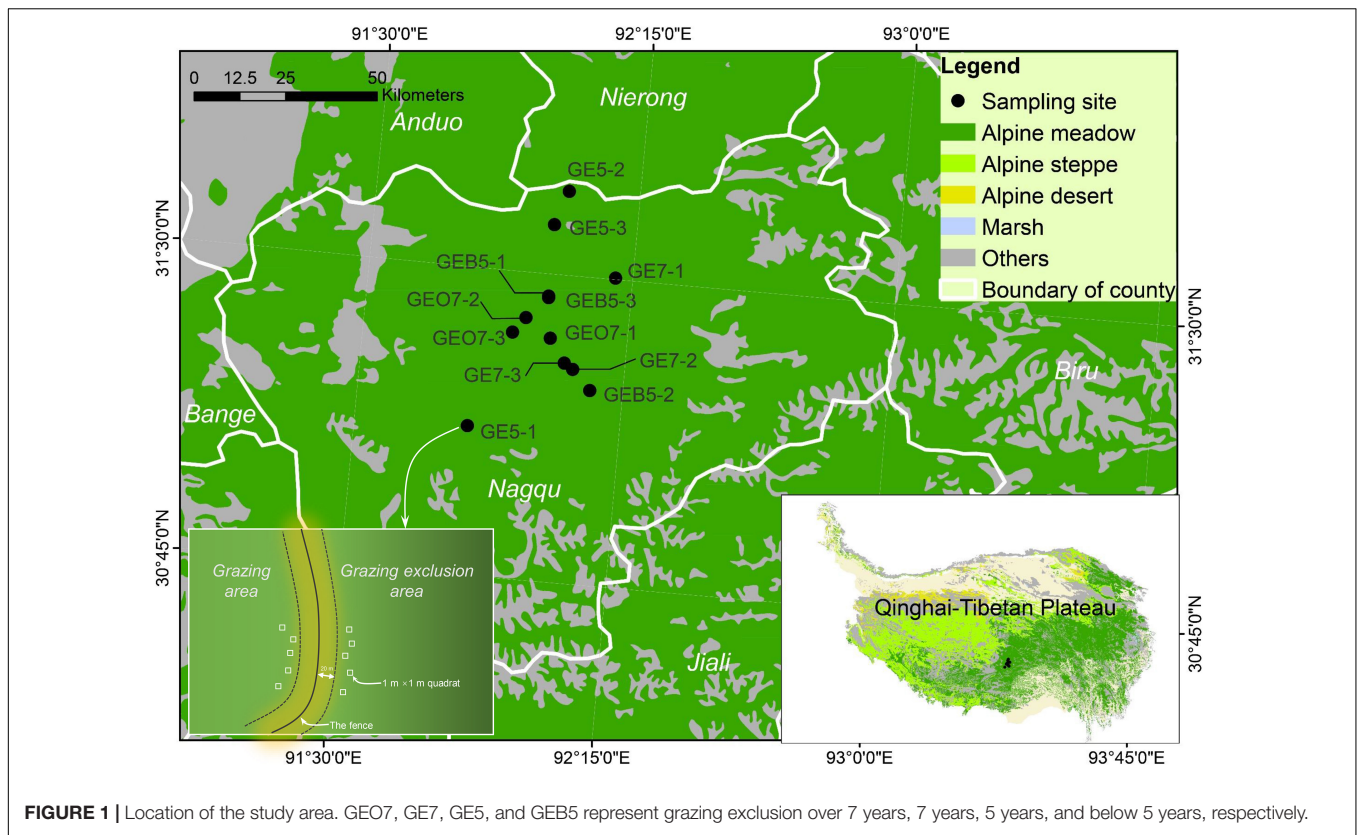 91°30'0"E
92°15'0"E
93°0'0"E
0 12.5 25 50
Kilometers
Anduo
Nierong
Legend
Sampling site
Alpine meadow
Alpine steppe
Alpine desert
Marsh
Others
Boundary of county
31°30'0"N
GE5-2
GE5-3
GEB5-1
GE7-1
GEO7-2
GEB5-3
GEO7-3
GEO7-1
GE7-3
GE7-2
GEB5-2
GE5-1
31°30'0"N
Biru
Bange
Nagqu
30°45'0"N
Grazing
area
Grazing exclusion
area
20 m
1 m ×1 m quadrat
The fence
Jiali
Qinghai-Tibetan Plateau
30°45'0"N
91°30'0"E
92°15'0"E
93°0'0"E
93°45'0"E
FIGURE 1 | Location of the study area. GEO7, GE7, GE5, and GEB5 represent grazing exclusion over 7 years, 7 years, 5 years, and below 5 years, respectively.